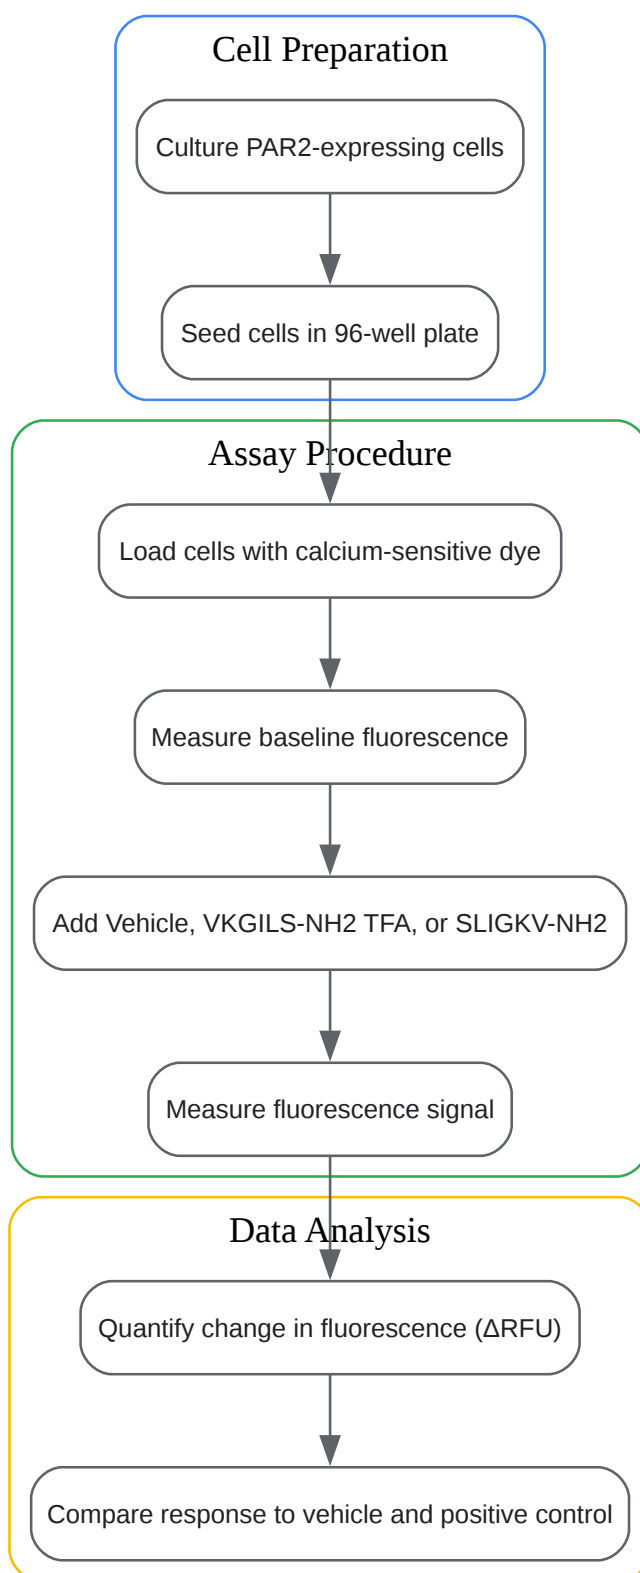 Cell Preparation
Culture PAR2-expressing cells
Seed cells in 96-well plate
Assay Procedure
Load cells with calcium-sensitive dye
Measure baseline fluorescence
Add Vehicle, VKGILS-NH2 TFA, or SLIGKV-NH2
Measure fluorescence signal
Data Analysis
Quantify change in fluorescence (ΔRFU)
Compare response to vehicle and positive control